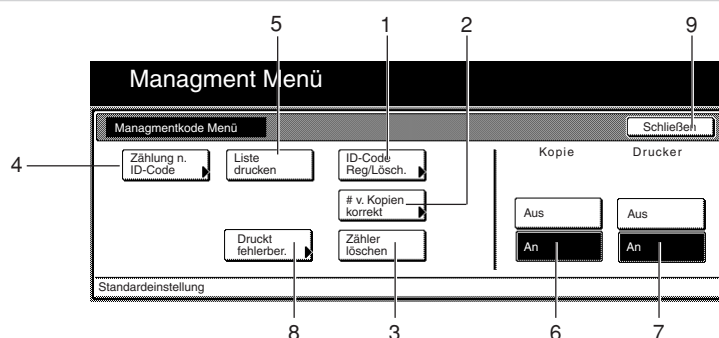 5 1 2 9
Managment Menü
Managmentkode Menü
Schließen
4
Zählung n.
ID-Code
Liste
drucken
ID-Code
Reg/Lösch.
Kopie Drucker
# v. Kopien
korrekt
Aus Aus
Druckt
fehlerber.
Zähler
löschen
An An
Standardeinstellung
8 3 6 7